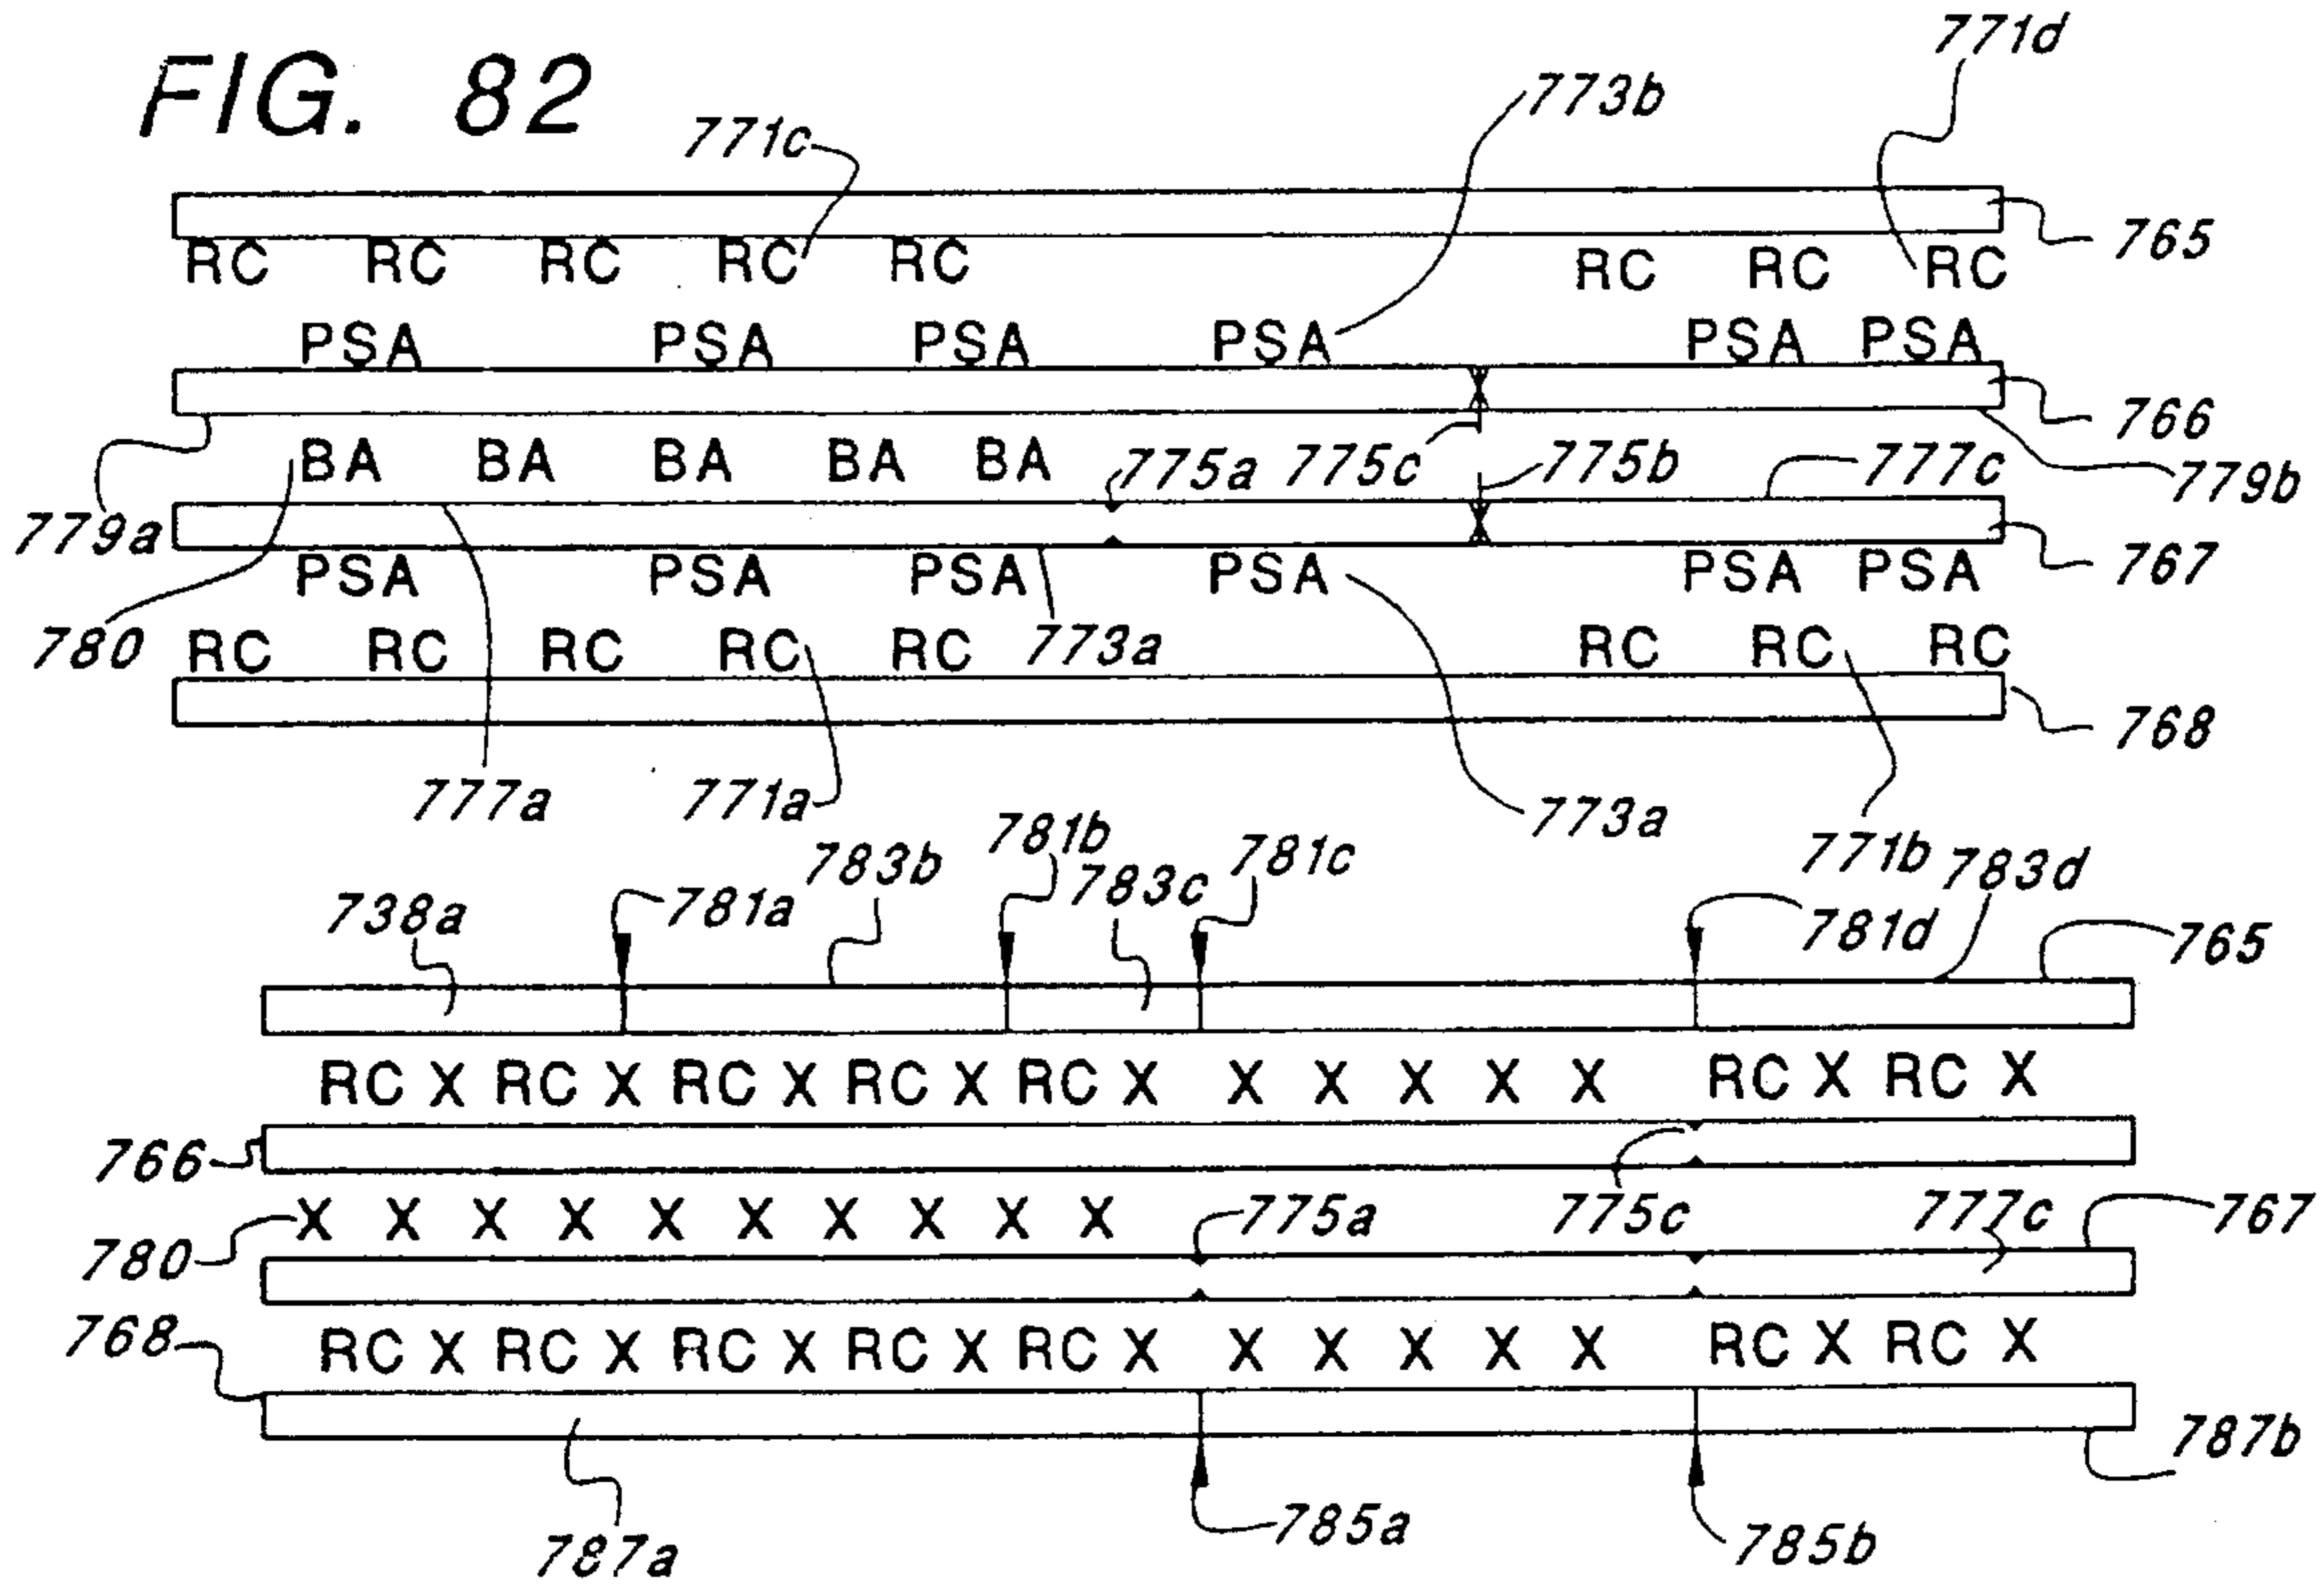 FIG. 82
771d
773b
771c
765
RC RC RC RC RC RC RC RC
PSA PSA PSA PSA PSA PSA
766
BA BA BA BA BA 775a 775c 775b 777c
779b
779a
767
PSA PSA PSA PSA PSA PSA
780 RC RC RC RC RC 773a RC RC RC
768
777a 771a 773a
771b
738a 781a 783b 781b 783c 781c 783d
781d 765
RC X RC X RC X RC X RC X X X X X X RC X RC X
766
X X X X X X X X X X 775a 775c 777c 767
780
768
RC X RC X RC X RC X RC X X X X X X RC X RC X
787b
787a 785a 785b